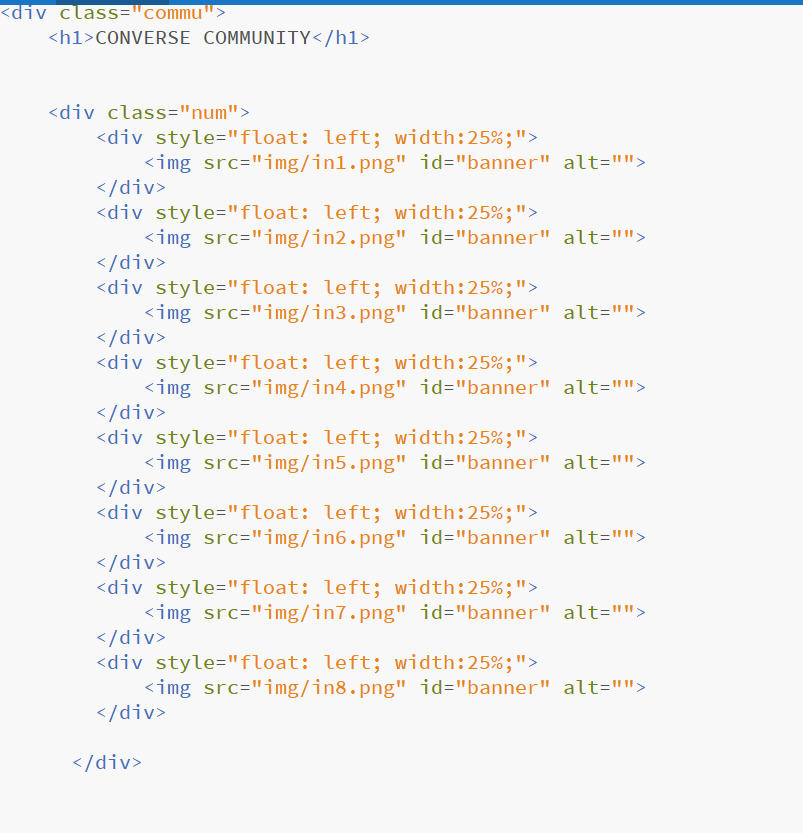 <div class="commu">
<h1>CONVERSE COMMUNITY</h1>
<div class="num">
<div style="float: left; width:25%;">
<img src="img/in1.png" id="banner" alt="">
</div>
<div style="float: left; width:25%;">
<img src="img/in2.png" id="banner" alt="">
</div>
<div style="float: left; width:25%;">
<img src="img/in3.png" id="banner" alt="">
</div>
<div style="float: left; width:25%;">
<img src="img/in4.png" id="banner" alt="">
</div>
<div style="float: left; width:25%;">
<img src="img/in5.png" id="banner" alt="">
</div>
<div style="float: left; width:25%;">
<img src="img/in6.png" id="banner" alt="">
</div>
<div style="float: left; width:25%;">
<img src="img/in7.png" id="banner" alt="">
</div>
<div style="float: left; width:25%;">
<img src="img/in8.png" id="banner" alt="">
</div>
</div>